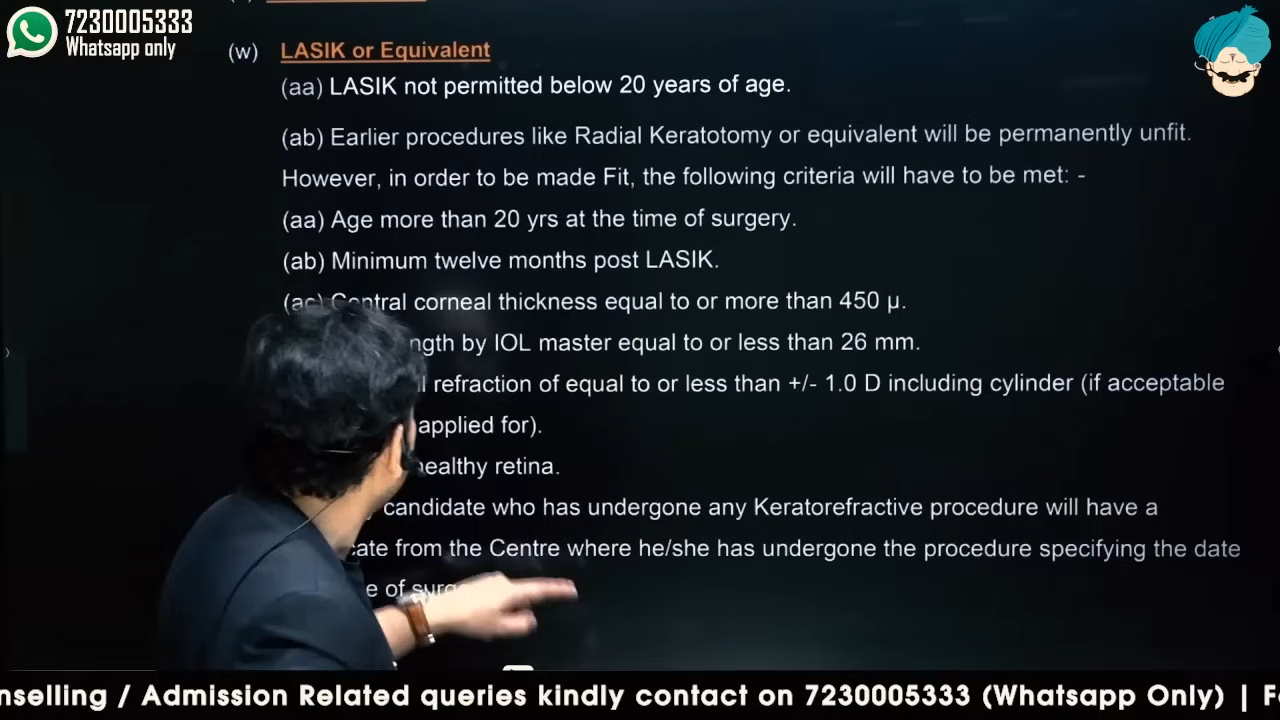 7230005333
Whatsapp only
(w) LASIK or Equivalent
(aa) LASIK not permitted below 20 years of age.
(ab) Earlier procedures like Radial Keratotomy or equivalent will be permanently unfit.
However, in order to be made Fit, the following criteria will have to be met: -
(aa) Age more than 20 yrs at the time of surgery.
(ab) Minimum twelve months post LASIK.
(ac) Central corneal thickness equal to or more than 450 µ.
by IOL master equal to or less than 26 mm.
refraction of equal to or less than +/- 1.0 D including cylinder (if acceptable
applied for).
healthy retina.
candidate who has undergone any Keratorefractive procedure will have a
from the Centre where he/she has undergone the procedure specifying the date
of
nselling / Admission Related queries kindly contact on 7230005333 (Whatsapp Only) | F